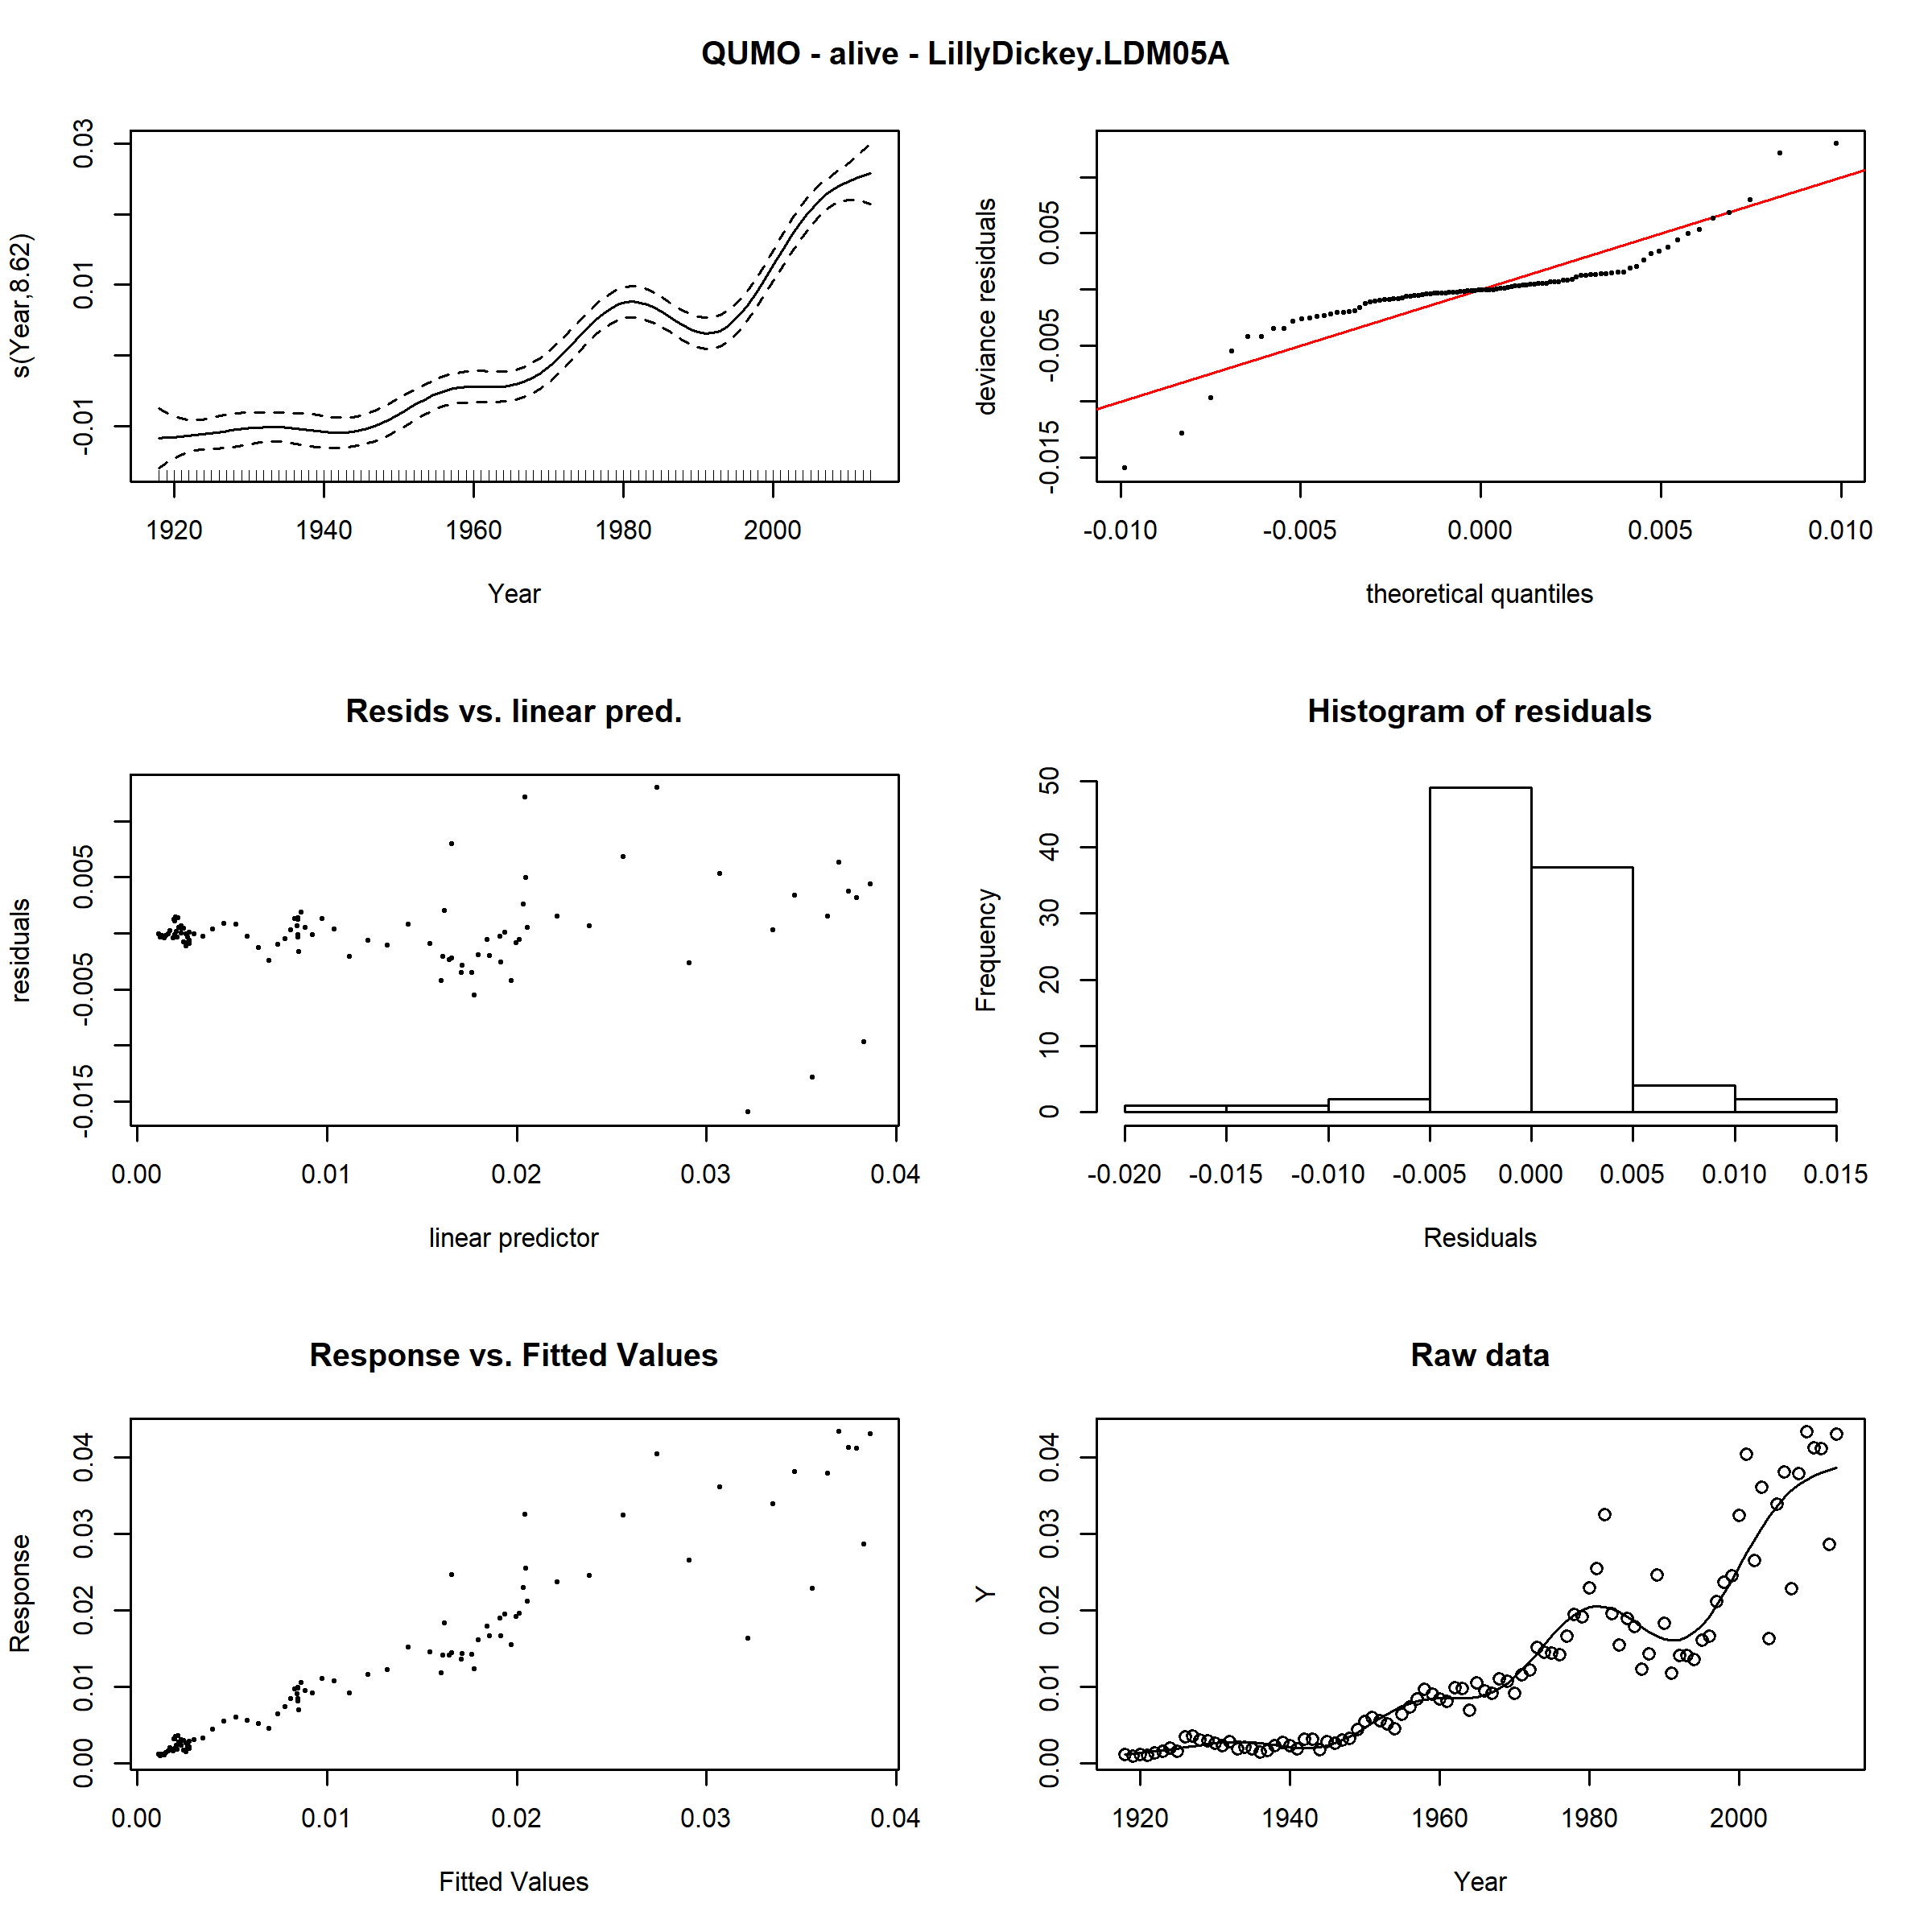 QUMO - alive - LillyDickey.LDM05A
s(Year,8.62)
0.03
0.01
-0.01
1920 1940 1960 1980 2000
Year
deviance residuals
0.005
-0.005
-0.015
-0.010 -0.005 0.000 0.005 0.010
theoretical quantiles
Resids vs. linear pred.
residuals
0.005
-0.005
-0.015
0.00 0.01 0.02 0.03 0.04
linear predictor
Histogram of residuals
Frequency
50
40
30
20
10
0
-0.020 -0.015 -0.010 -0.005 0.000 0.005 0.010 0.015
Residuals
Response vs. Fitted Values
Response
0.04
0.03
0.02
0.01
0.00
0.00 0.01 0.02 0.03 0.04
Fitted Values
Raw data
Y
0.04
0.03
0.02
0.01
0.00
1920 1940 1960 1980 2000
Year